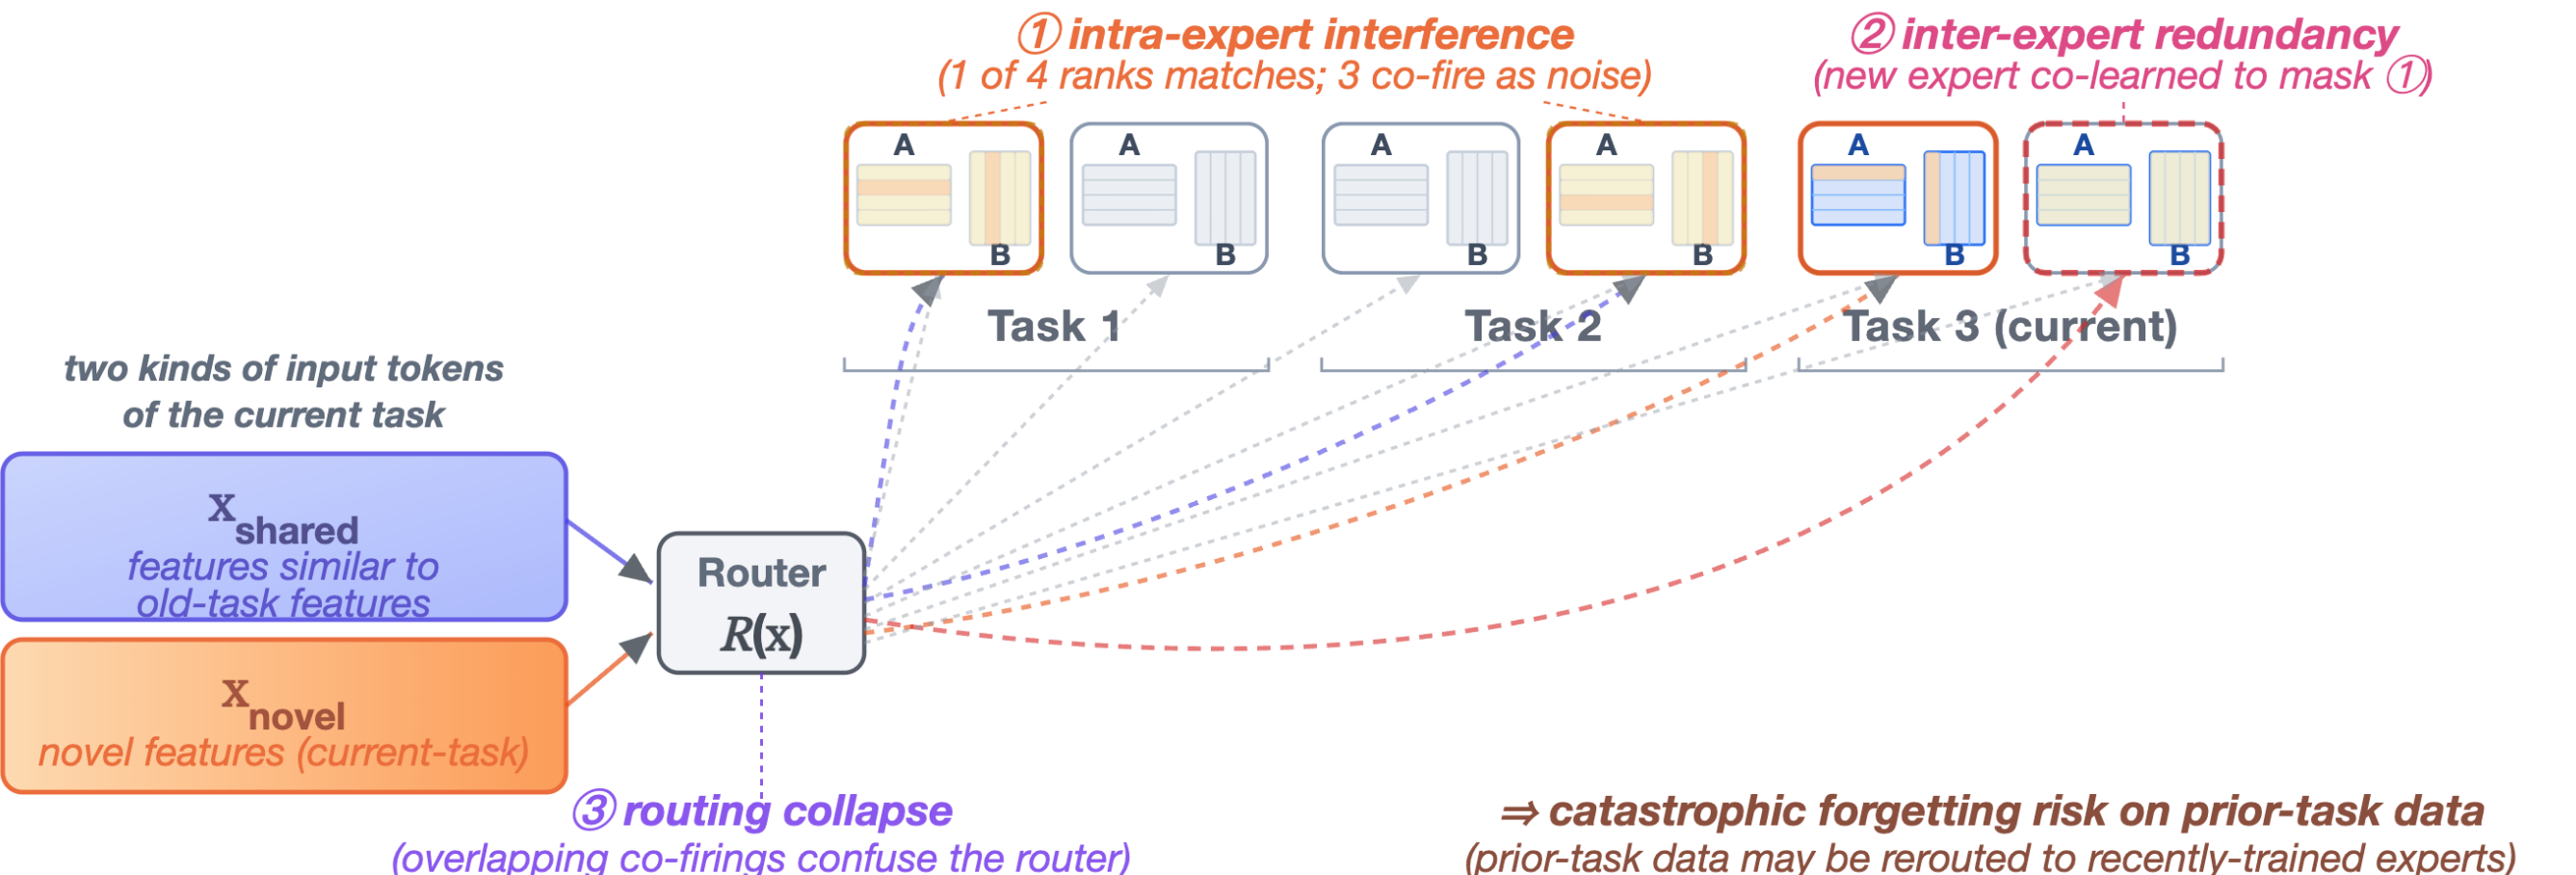 ① intra-expert interference
(1 of 4 ranks matches; 3 co-fire as noise)
② inter-expert redundancy
(new expert co-learned to mask ①)
A
B
A
B
A
B
A
B
A
B
A
B
Task 1
Task 2
Task 3 (current)
two kinds of input tokens
of the current task
x shared
features similar to
old-task features
x novel
novel features (current-task)
Router
R(x)
③ routing collapse
(overlapping co-firings confuse the router)
⇒ catastrophic forgetting risk on prior-task data
(prior-task data may be rerouted to recently-trained experts)